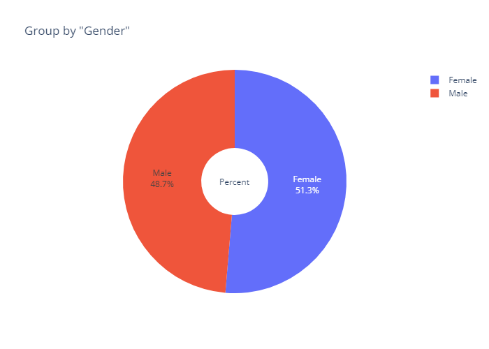 Group by "Gender"
Female
Male
Male
48.7%
Percent
Female
51.3%